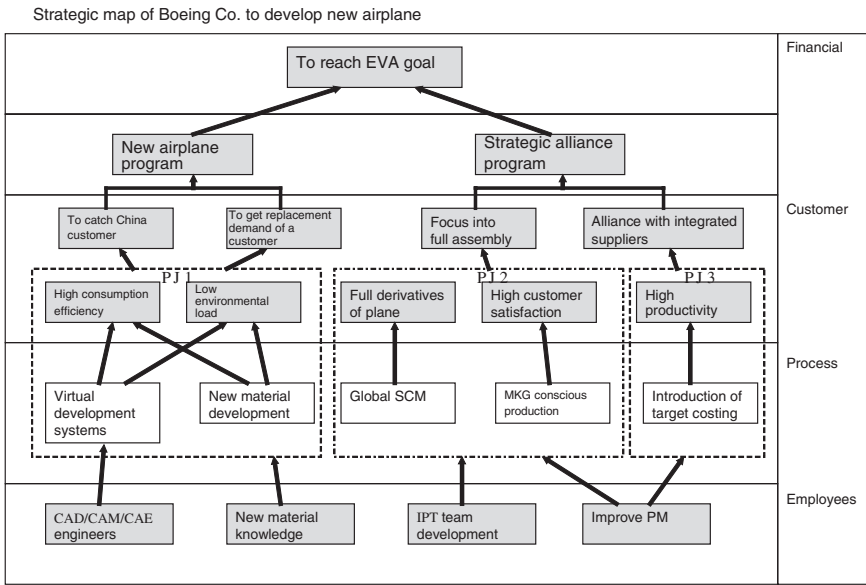 Strategic map of Boeing Co. to develop new airplane
Financial
To reach EVA goal
New airplane
program
Strategic alliance
program
Customer
To catch China
customer
To get replacement
demand of a
customer
Focus into
full assembly
Alliance with integrated
suppliers
PJ 1
PJ 2
PJ 3
High consumption
efficiency
Low
environmental
load
Full derivatives
of plane
High customer
satisfaction
High
productivity
Process
Virtual
development
systems
New material
development
Global SCM
MKG conscious
production
Introduction of
target costing
Employees
CAD/CAM/CAE
engineers
New material
knowledge
IPT team
development
Improve PM